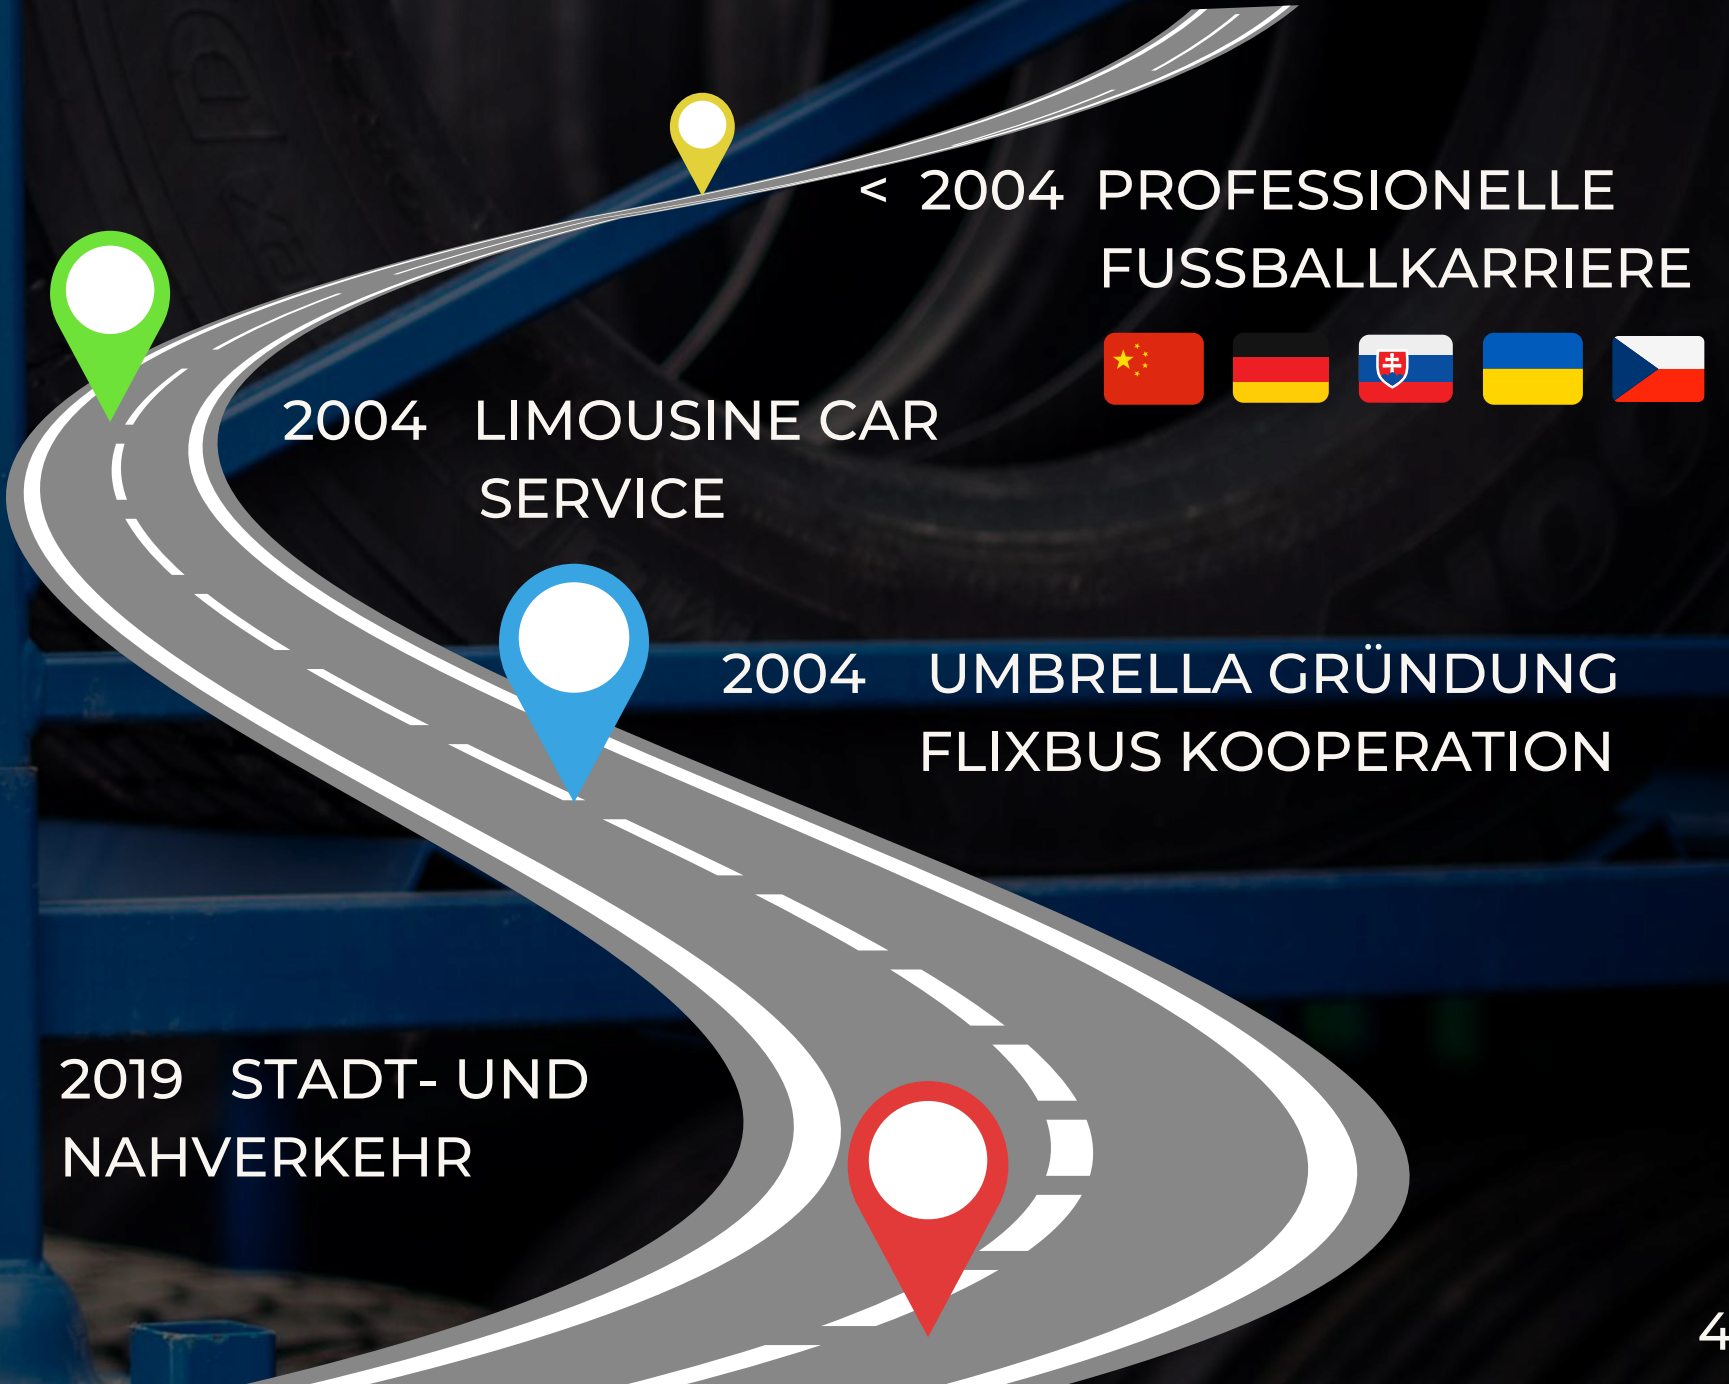 < 2004 PROFESSIONELLE
FUSSBALLKARRIERE
2004 LIMOUSINE CAR
SERVICE
2004 UMBRELLA GRÜNDUNG
FLIXBUS KOOPERATION
2019 STADT- UND
NAHVERKEHR
4